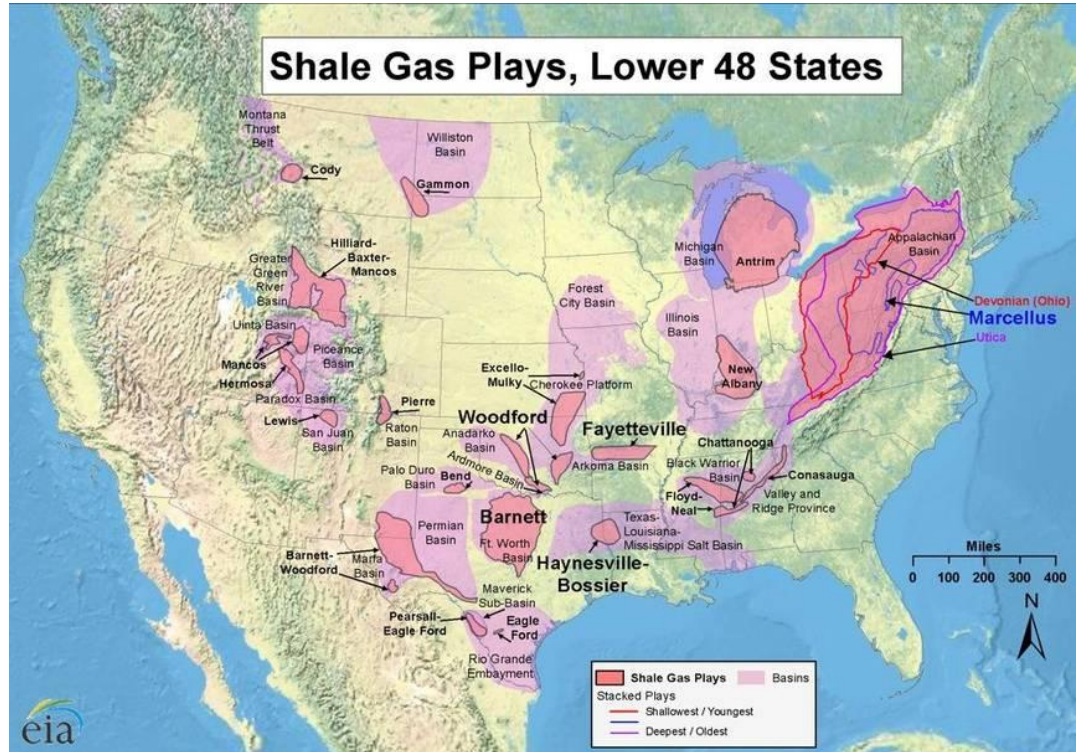 Shale Gas Plays, Lower 48 States
Montana
Thrust
Belt
Cody
Williston
Basin
Gammon
Hilliard-
Baxter-
Mancos
Greater
Green
River
Basin
Uinta Basin
Mancos
Piceance
Basin
Hermosa
Paradox Basin
Lewis
San Juan
Basin
Pierre
Raton
Basin
Forest
City Basin
Excello-
Mulky
Cherokee Platform
Michigan
Basin
Antrim
Illinois
Basin
New
Albany
Appalachian
Basin
Devonian (Ohio)
Marcellus
Utica
Woodford
Anadarko
Basin
Ardmore Basin
Fayetteville
Arkoma Basin
Palo Duro
Basin
Bend
Chattanooga
Black Warrior
Basin
Conasauga
Floyd-
Neal
Valley and
Ridge Province
Permian
Basin
Barnett
Ft. Worth
Basin
Texas-
Louisiana-
Mississippi Salt Basin
Haynesville-
Bossier
Barnett-
Woodford
Marfa
Basin
Maverick
Sub-Basin
Pearsall-
Eagle Ford
Eagle
Ford
Rio Grande
Embayment
Miles
0 100 200 300 400
N
Shale Gas Plays
Basins
Stacked Plays
Shallowest / Youngest
Deepest / Oldest
eia